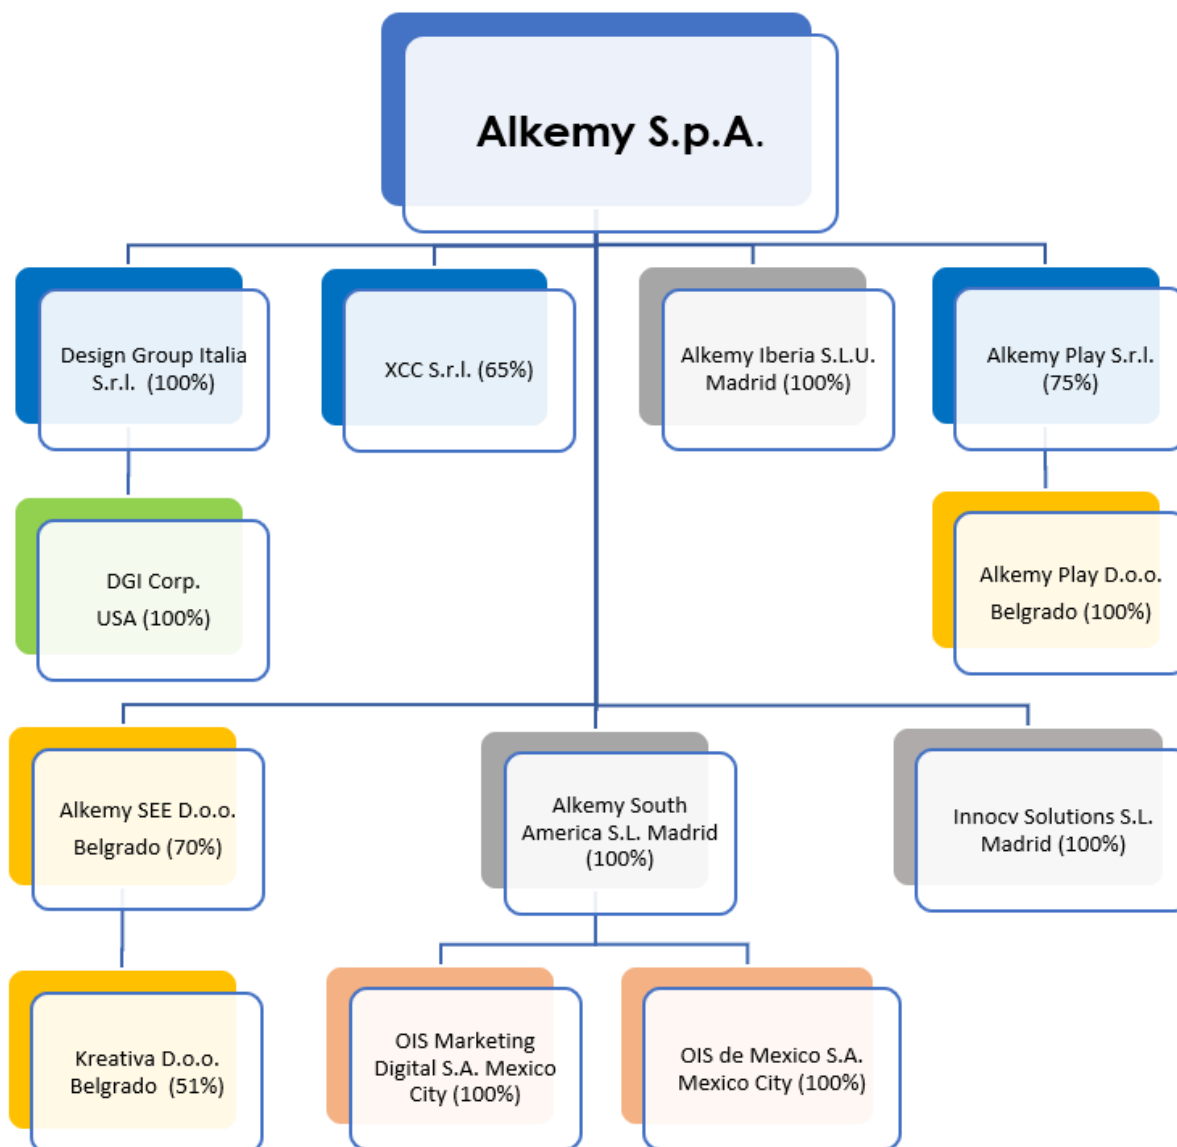 Alkemy S.p.A.
Design Group Italia
S.r.l. (100%)
XCC S.r.l. (65%)
Alkemy Iberia S.L.U.
Madrid (100%)
Alkemy Play S.r.l.
(75%)
DGI Corp.
USA (100%)
Alkemy Play D.o.o.
Belgrado (100%)
Alkemy SEE D.o.o.
Belgrado (70%)
Alkemy South
America S.L. Madrid
(100%)
Innocv Solutions S.L.
Madrid (100%)
Kreativa D.o.o.
Belgrado (51%)
OIS Marketing
Digital S.A. Mexico
City (100%)
OIS de Mexico S.A.
Mexico City (100%)